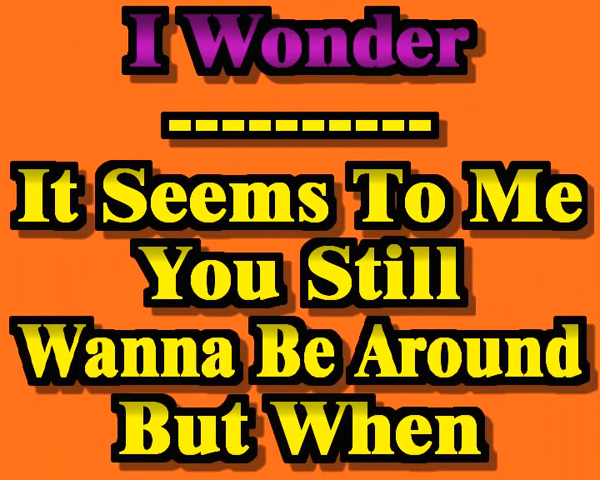 I Wonder
----------
It Seems To Me
You Still
Wanna Be Around
But When